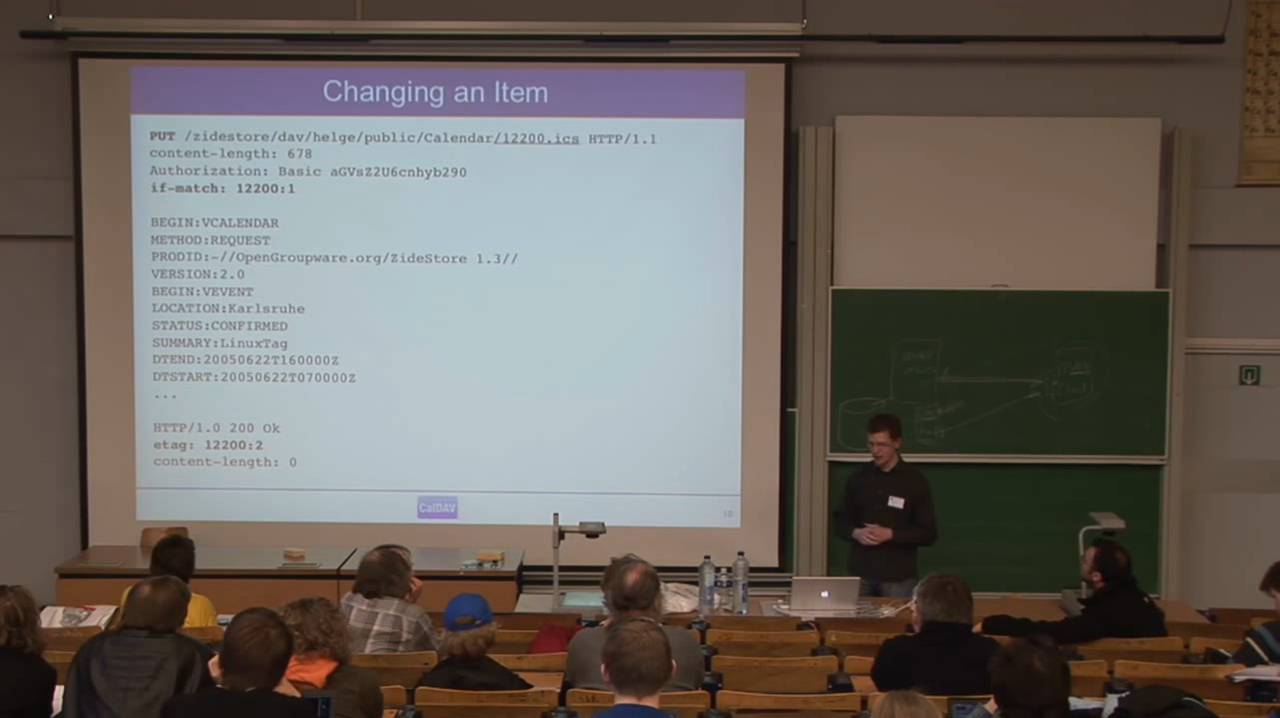 Changing an Item
PUT /zidestore/dav/helge/public/Calendar/12200.ics HTTP/1.1
content-length: 678
Authorization: Basic aGVsZ2U6cnhyb290
if-match: 12200:1
BEGIN:VCALENDAR
METHOD:REQUEST
PRODID:-//OpenGroupware.org/ZideStore 1.3//
VERSION:2.0
BEGIN:VEVENT
LOCATION:Karlsruhe
STATUS:CONFIRMED
SUMMARY:LinuxTag
DTEND:20050622T160000Z
DTSTART:20050622T070000Z
...
HTTP/1.0 200 Ok
etag: 12200:2
content-length: 0
CalDAV
10